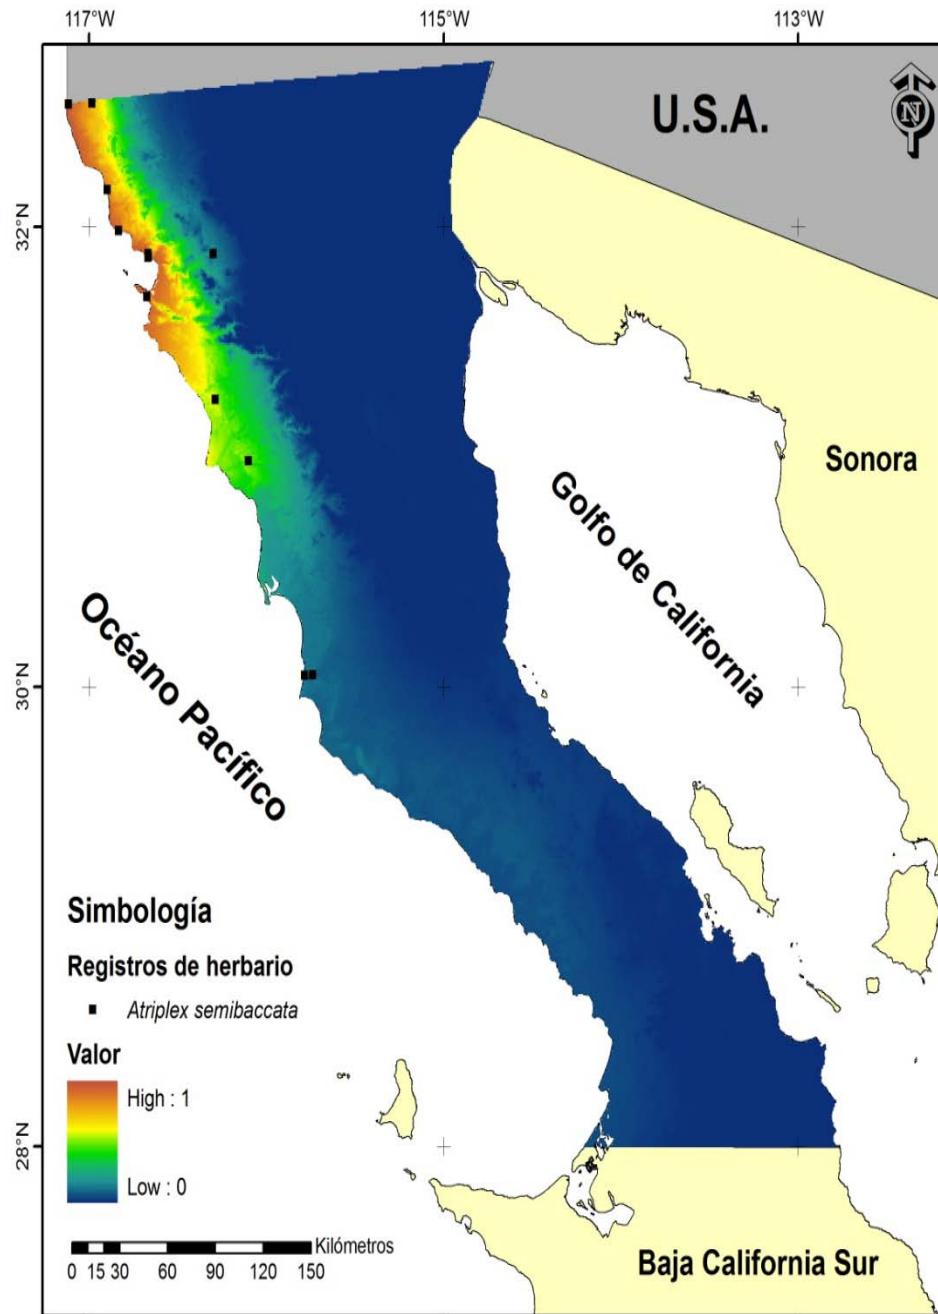 117°W 115°W 113°W
U.S.A.
N
32°N
Sonora
Golfo de California
Océano Pacífico
30°N
Simbología
Registros de herbario
Atriplex semibaccata
Valor
High : 1
Low : 0
28°N
Kilómetros
0 15 30 60 90 120 150
Baja California Sur